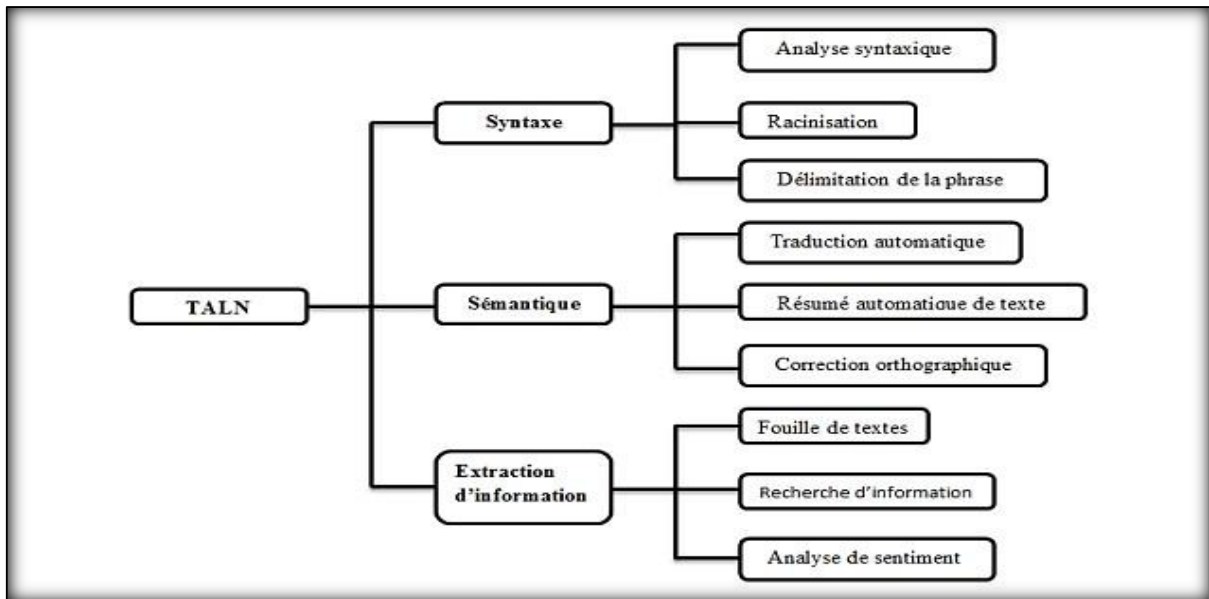 TALN
Syntaxe
Analyse syntaxique
Racinisation
Délimitation de la phrase
Sémantique
Traduction automatique
Résumé automatique de texte
Correction orthographique
Extraction
d'information
Fouille de textes
Recherche d'information
Analyse de sentiment